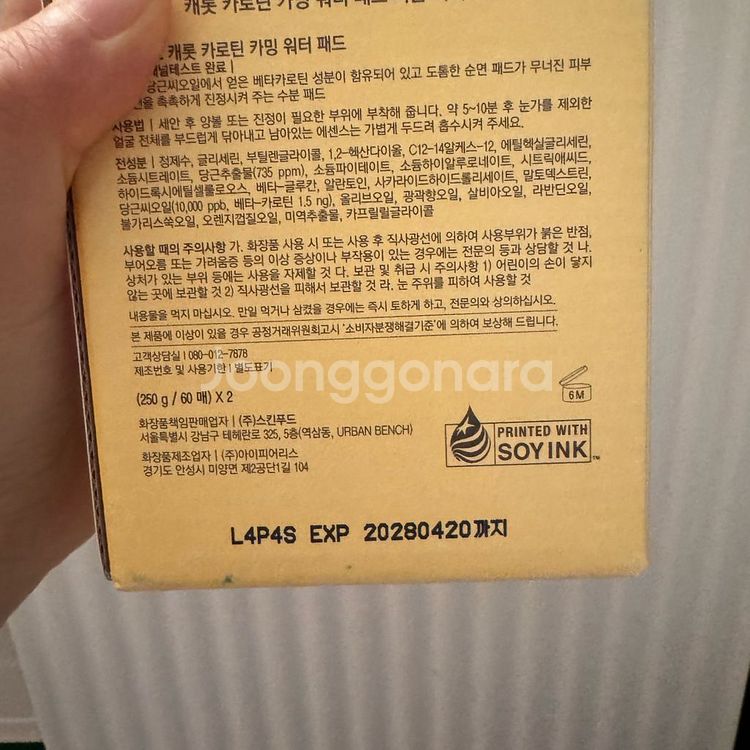 캐롯 카로틴 카밍 워터
캐롯 카로틴 카밍 워터 패드
테스트 완료 |
당근씨오일에서 얻은 베타카로틴 성분이 함유되어 있고 도톰한 순면 패드가 무너진 피부
촉촉하게 진정시켜 주는 수분 패드
사용법 | 세안 후 양볼 또는 진정이 필요한 부위에 부착해 줍니다. 약 5~10분 후 눈가를 제외한
얼굴 전체를 부드럽게 닦아내고 남아있는 에센스는 가볍게 두드려 흡수시켜 주세요.
전성분 | 정제수, 글리세린, 부틸렌글라이콜, 1,2-헥산다이올, C12-14알케스-12, 에틸헥실글리세린,
소듐시트레이트, 당근추출물(735 ppm), 소듐파이테이트, 소듐하이알루로네이트, 시트릭애씨드,
하이드록시에틸셀룰로오스, 베타-글루칸, 알란토인, 사카라이드하이드롤리세이트, 말토덱스트린,
당근씨오일(10,000 ppb, 베타-카로틴 1.5 ng), 올리브오일, 광곽향오일, 살비아오일, 라반딘오일,
불가리스쑥오일, 오렌지껍질오일, 미역추출물, 카프릴릴글라이콜
사용할 때의 주의사항 가. 화장품 사용 시 또는 사용 후 직사광선에 의하여 사용부위가 붉은 반점,
부어오름 또는 가려움증 등의 이상 증상이나 부작용이 있는 경우에는 전문의 등과 상담할 것 나.
상처가 있는 부위 등에는 사용을 자제할 것 다. 보관 및 취급 시 주의사항 1) 어린이의 손이 닿지
않는 곳에 보관할 것 2) 직사광선을 피해서 보관할 것 라. 눈 주위를 피하여 사용할 것
내용물을 먹지 마십시오. 만일 먹거나 삼켰을 경우에는 즉시 토하게 하고, 전문의와 상의하십시오.
본 제품에 이상이 있을 경우 공정거래위원회고시 '소비자분쟁해결기준'에 의하여 보상해 드립니다.
고객상담실 | 080-012-7878
제조번호 및 사용기한 | 별도표기
Joonggonara
(250 g / 60 매) X 2
6M
화장품책임판매업자 | (주)스킨푸드
서울특별시 강남구 테헤란로 325, 5층(역삼동, URBAN BENCH)
화장품제조업자 | (주)아이피어리스
경기도 안성시 미양면 제2공단1길 104
PRINTED WITH
SOY INK™
L4P4S EXP 20280420까지